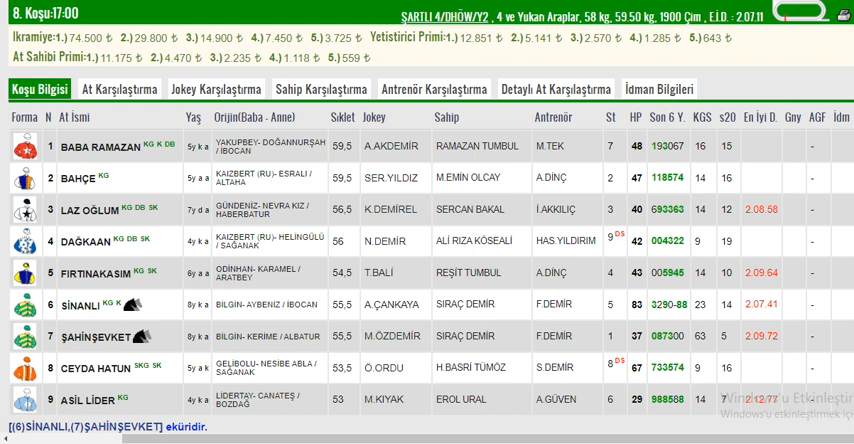 8. Koşu:17:00
ŞARTLI 4/DHÖW/Y2 , 4 ve Yukarı Araplar, 58 kg, 59.50 kg, 1900 Çim , E.İ.D. : 2.07.11
Ikramiye:1.) 74.500 ₺ 2.) 29.800 ₺ 3.) 14.900 ₺ 4.) 7.450 ₺ 5.) 3.725 ₺ Yetistirici Primi:1.) 12.851 ₺ 2.) 5.141 ₺ 3.) 2.570 ₺ 4.) 1.285 ₺ 5.) 643 ₺
At Sahibi Primi:1.) 11.175 ₺ 2.) 4.470 ₺ 3.) 2.235 ₺ 4.) 1.118 ₺ 5.) 559 ₺
Koşu Bilgisi At Karşılaştırma Jokey Karşılaştırma Sahip Karşılaştırma Antrenör Karşılaştırma Detaylı At Karşılaştırma İdman Bilgileri
Forma N At İsmi Yaş Orijin(Baba - Anne) Sıklet Jokey Sahip Antrenör St HP Son 6 Y. KGS s20 En İyi D. Gny AGF İdm
1 BABA RAMAZAN KG K DB 5y k a YAKUPBEY- DOĞANNURŞAH / İBOCAN 59,5 A.AKDEMİR RAMAZAN TUMBUL M.TEK 7 48 193067 16 15 -
2 BAHÇE KG 5y a a KAIZBERT (RU)- ESRALI / ALTAHA 59,5 SER.YILDIZ M.EMİN OLCAY A.DİNÇ 2 47 118574 14 16 -
3 LAZ OĞLUM KG DB SK 7y d a GÜNDENİZ- NEVRA KIZ / HABERBATUR 56,5 K.DEMİREL SERCAN BAKAL İ.AKKILIÇ 3 40 693363 14 12 2.08.58 -
4 DAĞKAAN KG DB SK 4y k a KAIZBERT (RU)- HELİNGÜLÜ / SAĞANAK 56 N.DEMİR ALİ RIZA KÖSEALİ HAS.YILDIRIM 9 DS 42 004322 9 19 -
5 FIRTINAKASIM KG SK 6y a a ODİNHAN- KARAMEL / ARATBEY 54,5 T.BALİ REŞİT TUMBUL A.DİNÇ 4 43 005945 14 10 2.09.64 -
6 SİNANLI KG K 8y k a BİLGİN- AYBENİZ / İBOCAN 55,5 A.ÇANKAYA SIRAÇ DEMİR F.DEMİR 5 83 3290-88 23 14 2.07.41 -
7 ŞAHİNŞEVKET 8y k a BİLGİN- KERİME / ALBATUR 55,5 M.ÖZDEMİR SIRAÇ DEMİR F.DEMİR 1 37 087300 63 5 2.09.72 -
8 CEYDA HATUN SKG SK 5y a k GELİBOLU- NESİBE ABLA / SAĞANAK 53,5 Ö.ORDU H.BASRİ TÜMÖZ S.DEMİR 8 DS 67 733574 9 16 -
9 ASİL LİDER KG 4y k a LİDERTAY- CANATEŞ / BOZDAĞ 53 M.KIYAK EROL URAL A.GÜVEN 6 29 988588 14 7 2.12.77 -
Windows'u Etkinleştir
Windows'u etkinleştirmek içi
[(6)SİNANLI,(7)ŞAHİNŞEVKET] eküridir.